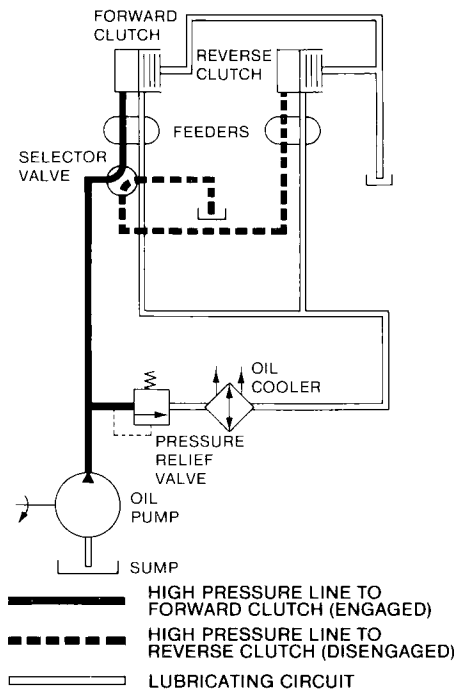 FORWARD
CLUTCH
REVERSE
CLUTCH
FEEDERS
SELECTOR
VALVE
OIL
COOLER
PRESSURE
RELIEF
VALVE
OIL
PUMP
SUMP
HIGH PRESSURE LINE TO
FORWARD CLUTCH (ENGAGED)
HIGH PRESSURE LINE TO
REVERSE CLUTCH (DISENGAGED)
LUBRICATING CIRCUIT